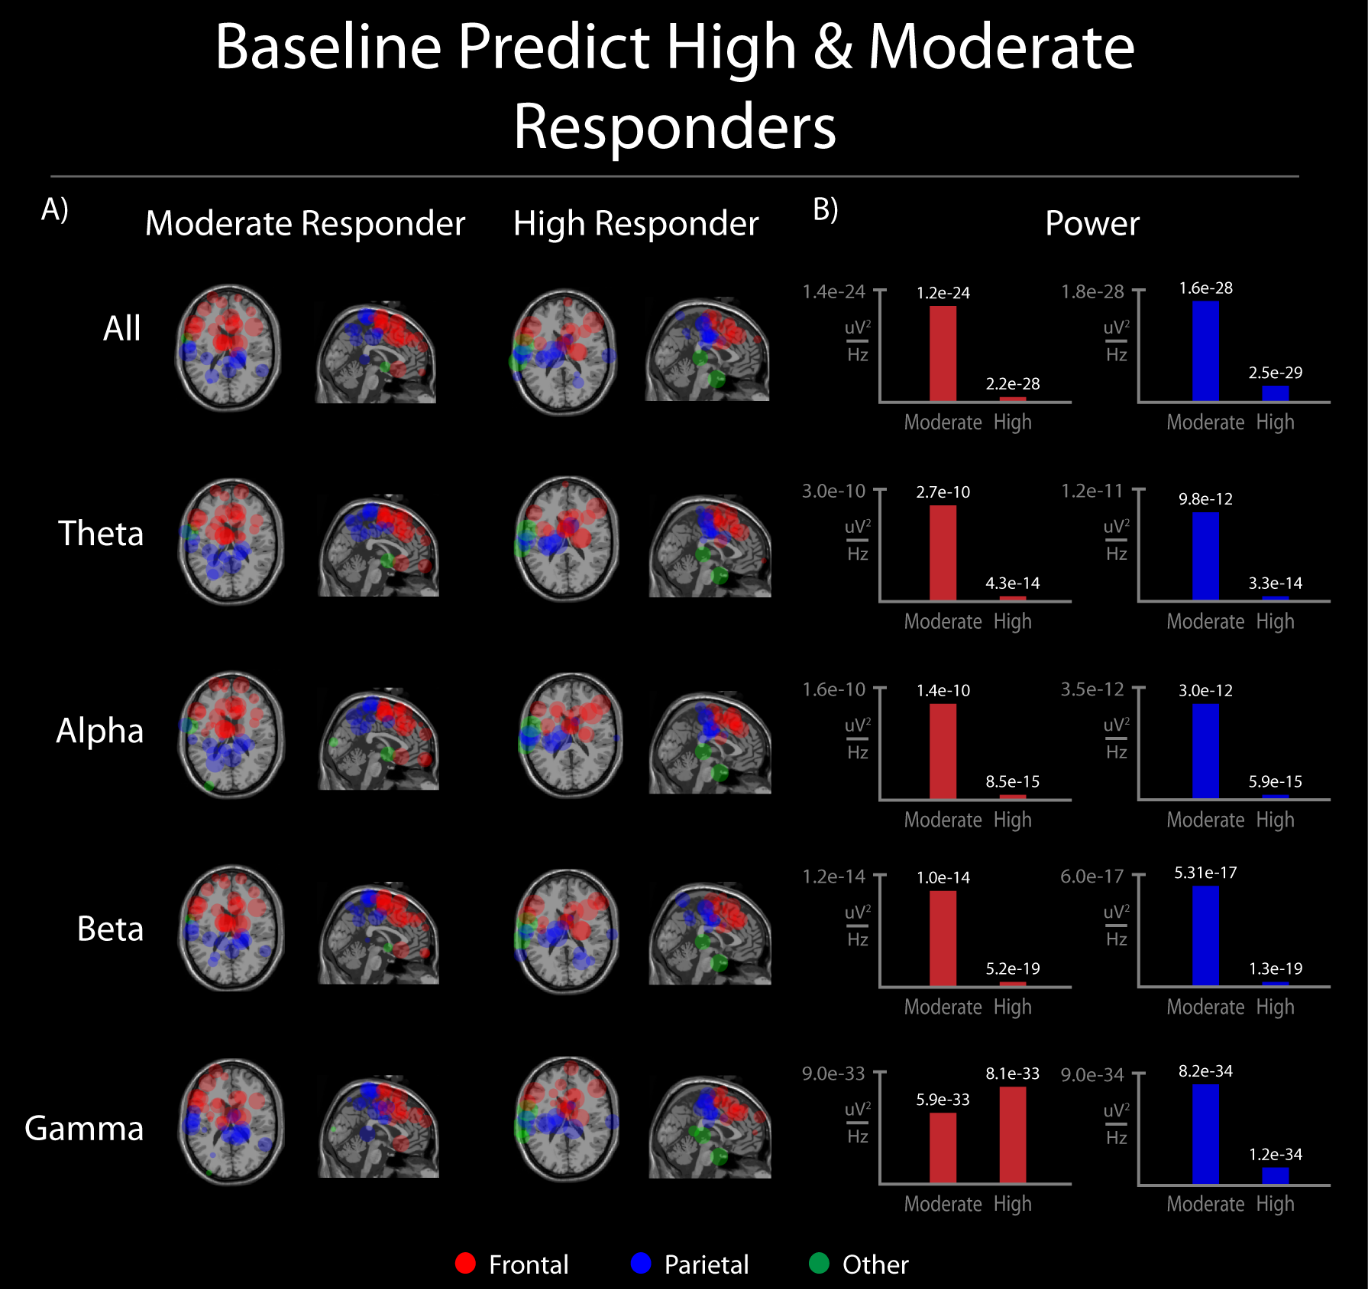 Baseline Predict High & Moderate
Responders
A)
Moderate Responder
High Responder
B)
Power
All
1.4e-24
uV²
Hz
1.2e-24
2.2e-28
Moderate High
1.8e-28
uV²
Hz
1.6e-28
2.5e-29
Moderate High
Theta
3.0e-10
uV²
Hz
2.7e-10
4.3e-14
Moderate High
1.2e-11
uV²
Hz
9.8e-12
3.3e-14
Moderate High
Alpha
1.6e-10
uV²
Hz
1.4e-10
8.5e-15
Moderate High
3.5e-12
uV²
Hz
3.0e-12
5.9e-15
Moderate High
Beta
1.2e-14
uV²
Hz
1.0e-14
5.2e-19
Moderate High
6.0e-17
uV²
Hz
5.31e-17
1.3e-19
Moderate High
Gamma
9.0e-33
uV²
Hz
5.9e-33
8.1e-33
Moderate High
9.0e-34
uV²
Hz
8.2e-34
1.2e-34
Moderate High
Frontal
Parietal
Other